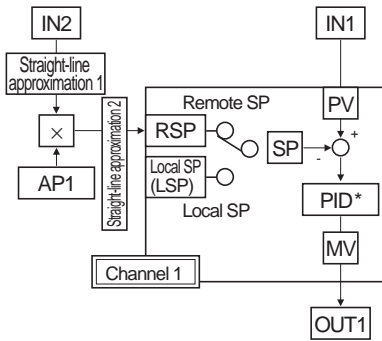 IN2
IN1
Straight-line
approximation 1
Straight-line approximation 2
×
AP1
Remote SP
RSP
Local SP
(LSP)
Local SP
PV
+
SP
-
PID*
MV
Channel 1
OUT1